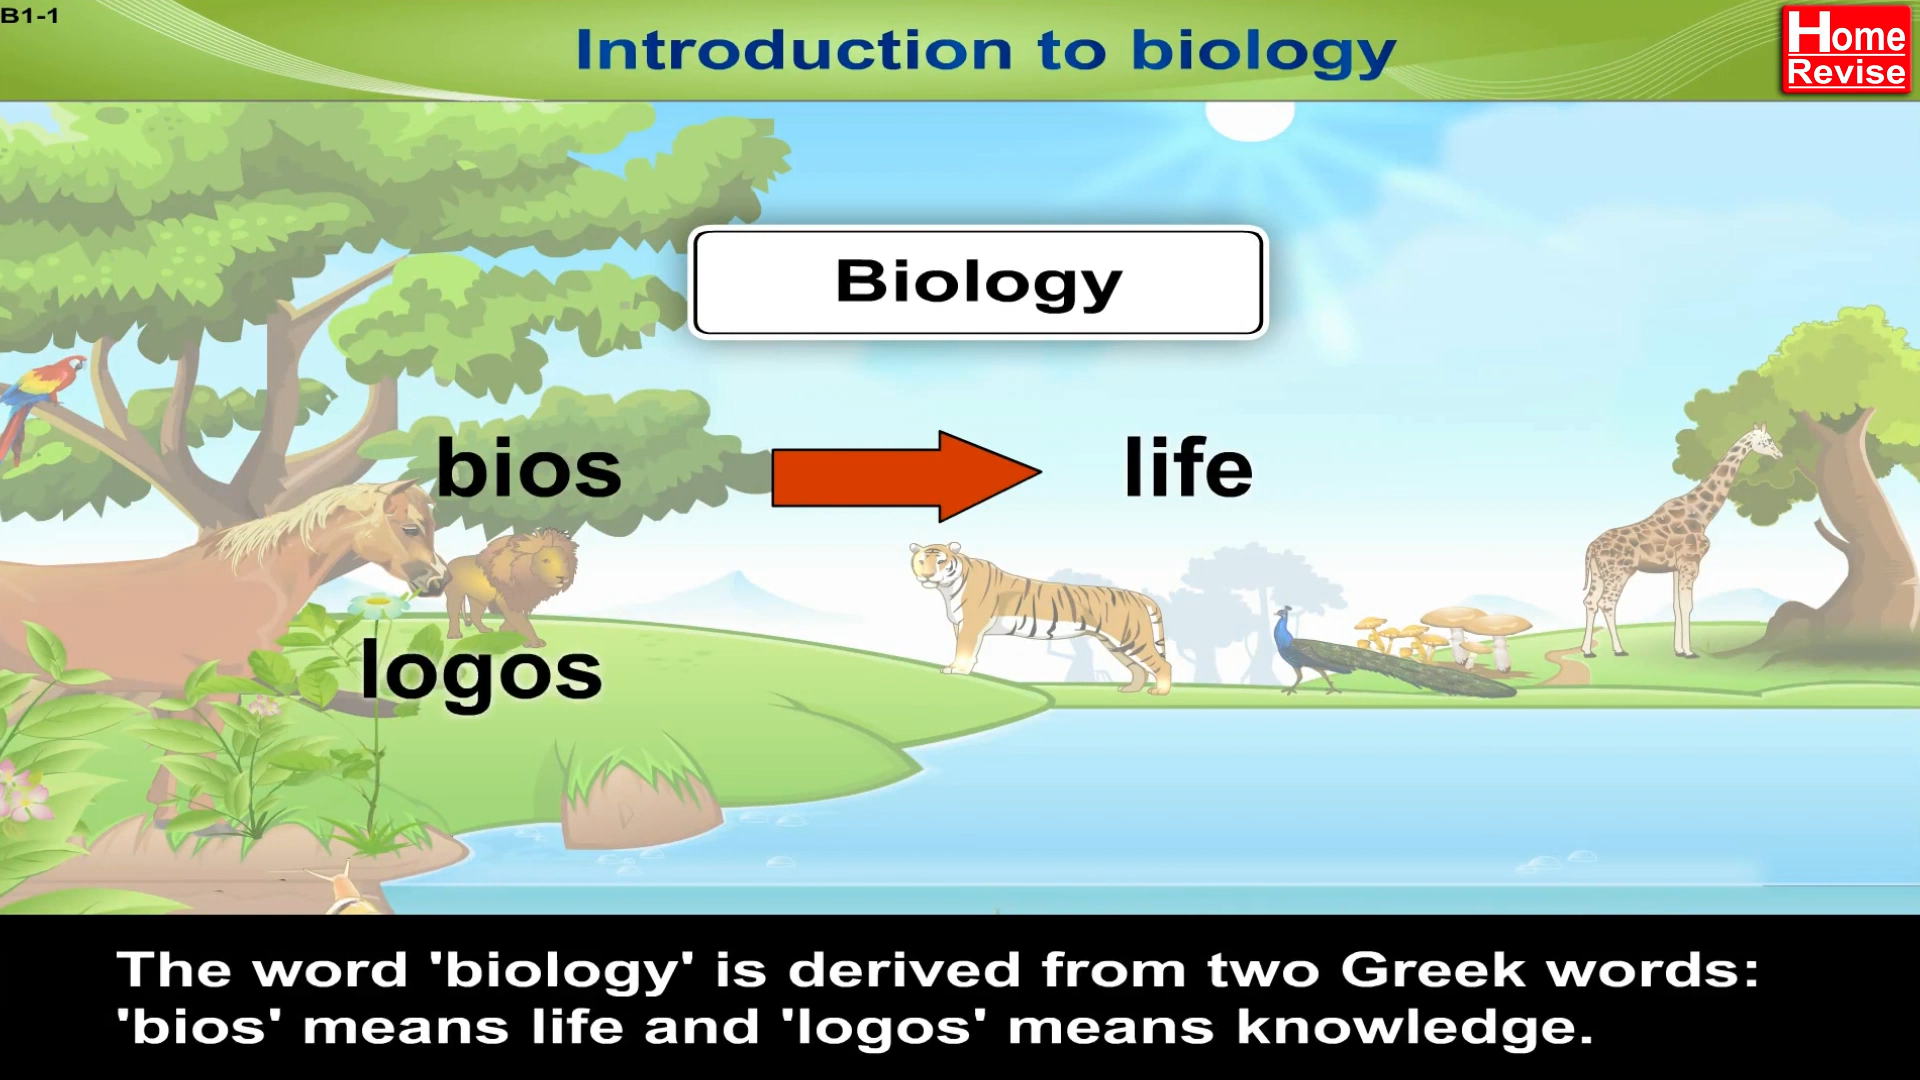 B1-1
Introduction to biology
Home
Revise
Biology
bios life
logos
The word 'biology' is derived from two Greek words:
'bios' means life and 'logos' means knowledge.